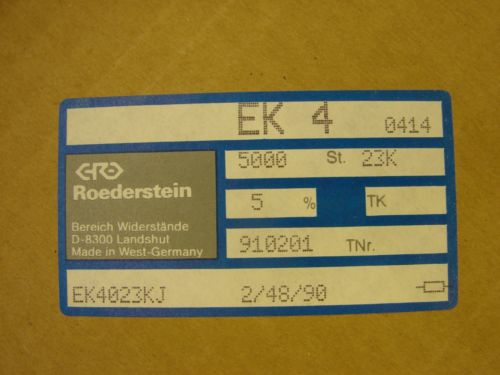 EK 4 0414
ERO
Roederstein
Bereich Widerstände
D-8300 Landshut
Made in West-Germany
5000 St. 23K
5 % TK
910201 TNr.
EK4023KJ 2/48/90